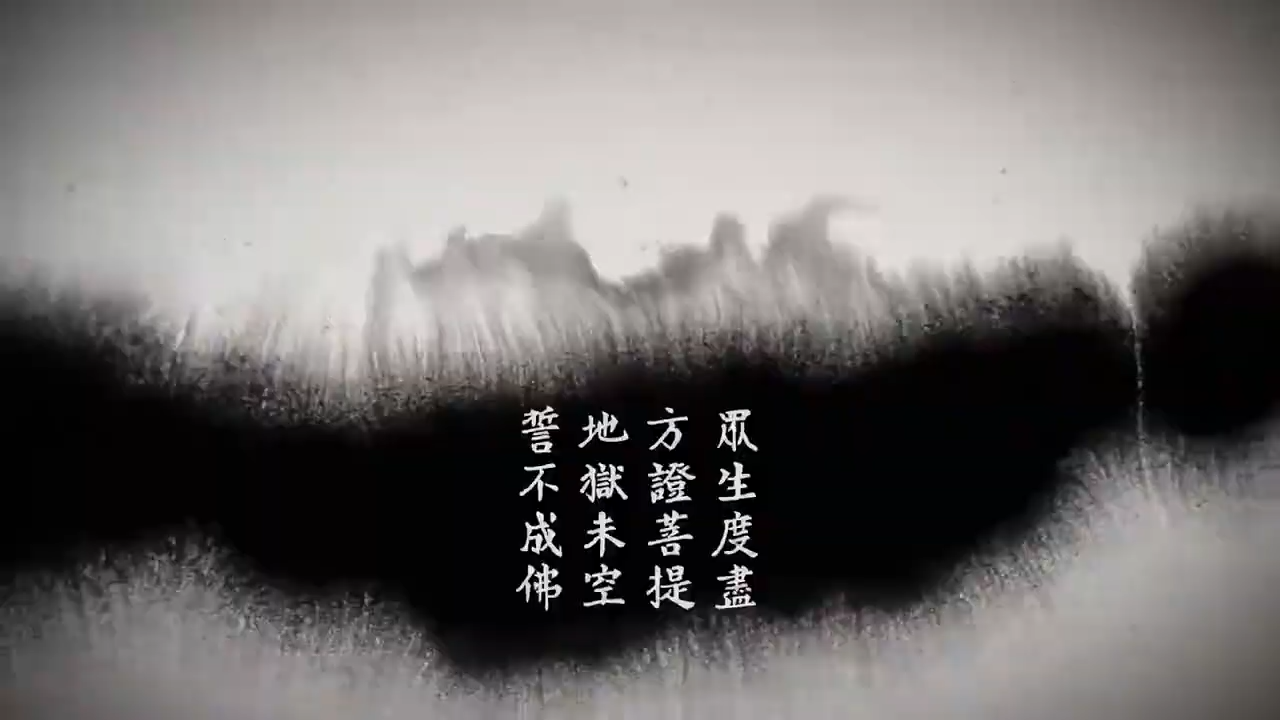 眾生度盡
方證菩提
地獄未空
誓不成佛